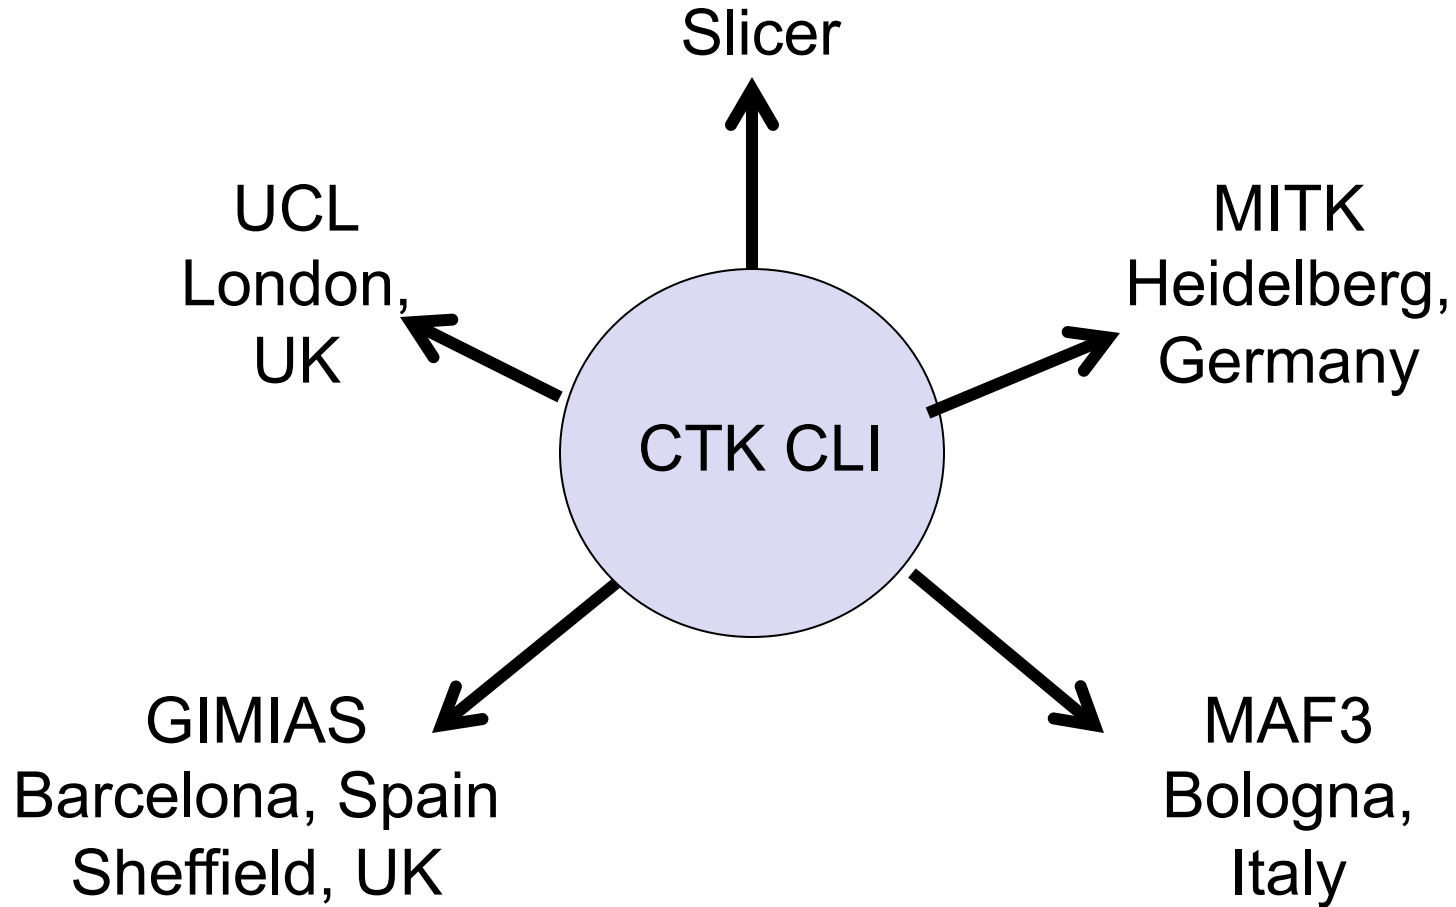 Slicer
UCL
London,
UK
MITK
Heidelberg,
Germany
CTK CLI
GIMIAS
Barcelona, Spain
Sheffield, UK
MAF3
Bologna,
Italy